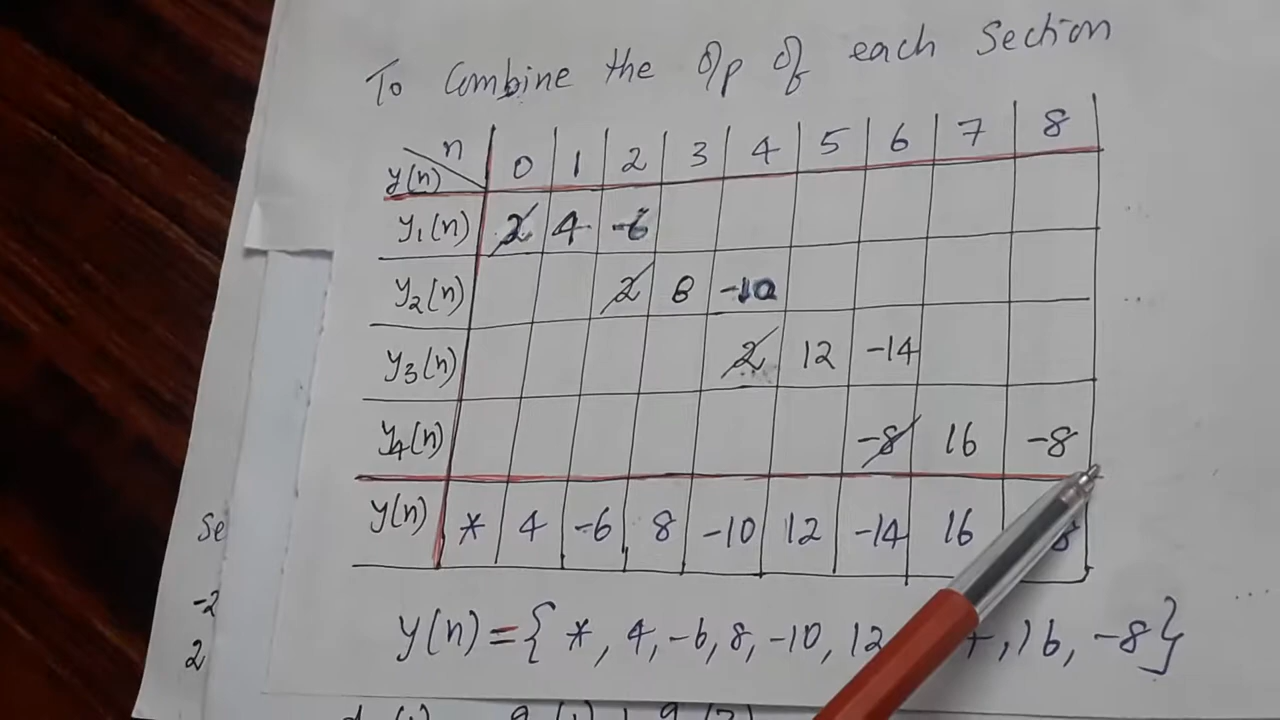 To Combine the O/p Of each Section
n 0 1 2 3 4 5 6 7 8
y(n)
y1(n) 2 4 -6
y2(n) 2 8 -10
y3(n) 2 12 -14
y4(n) -8 16 -8
y(n) * 4 -6 8 -10 12 -14 16 8
y(n) = { *, 4, -6, 8, -10, 12 , 16, -8}
Se
-2
2